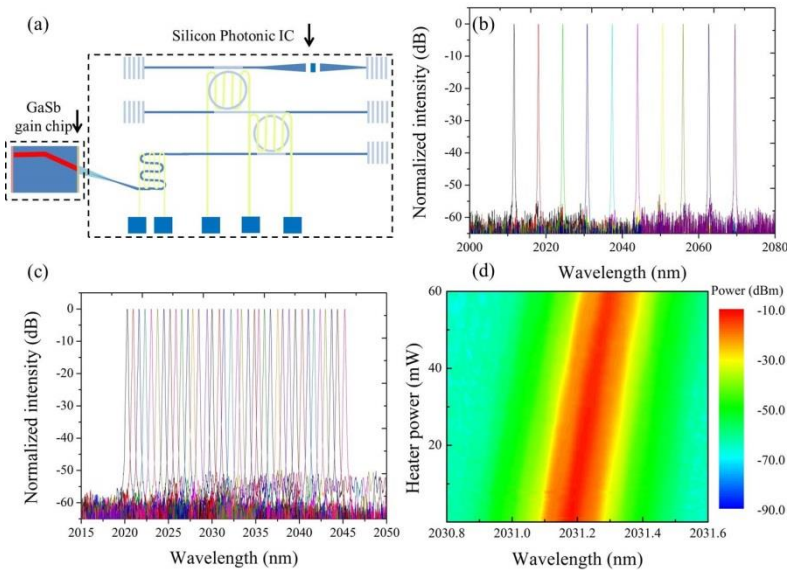 (a)
Silicon Photonic IC
GaSb
gain chip
(b)
Normalized intensity (dB)
0
-10
-20
-30
-40
-50
-60
2000 2020 2040 2060 2080
Wavelength (nm)
(c)
Normalized intensity (dB)
0
-10
-20
-30
-40
-50
-60
2015 2020 2025 2030 2035 2040 2045 2050
Wavelength (nm)
(d)
Heater power (mW)
60
40
20
2030.8 2031.0 2031.2 2031.4 2031.6
Wavelength (nm)
Power (dBm)
-10.0
-30.0
-50.0
-70.0
-90.0